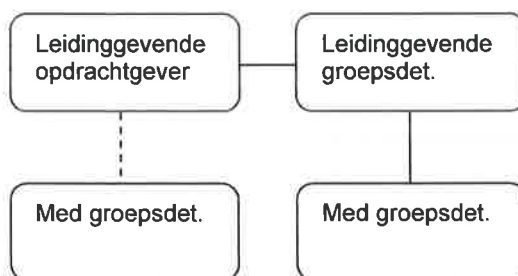 Leidinggevende
opdrachtgever
Leidinggevende
groepsdet.
Med groepsdet.
Med groepsdet.